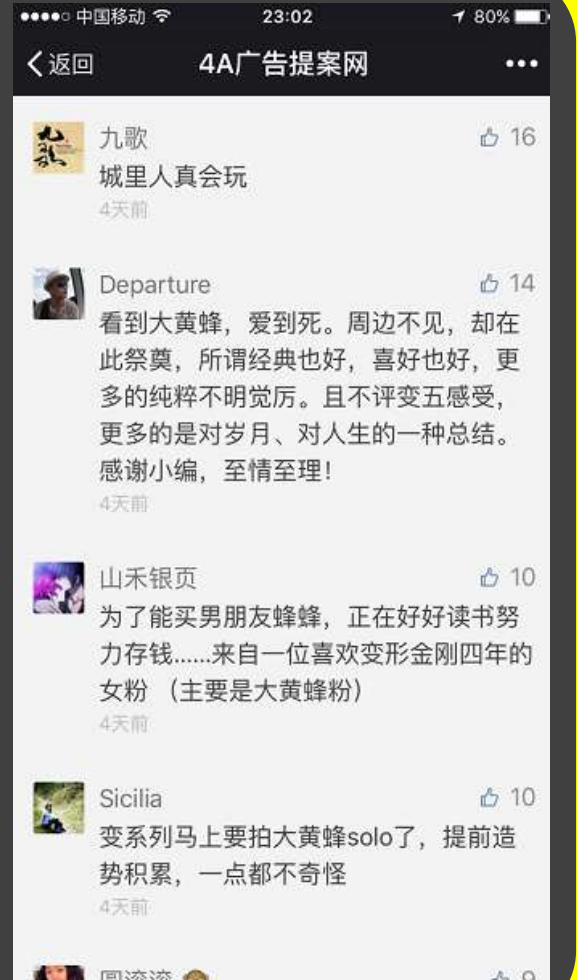 中国移动 23:02 80%
返回 4A广告提案网
九歌 16
城里人真会玩
4天前
Departure 14
看到大黄蜂，爱到死。周边不见，却在
此祭奠，所谓经典也好，喜好也好，更
多的纯粹不明觉厉。且不评变五感受，
更多的是对岁月、对人生的一种总结。
感谢小编，至情至理！
4天前
山禾银页 10
为了能买男朋友蜂蜂，正在好好读书努
力存钱......来自一位喜欢变形金刚四年的
女粉 （主要是大黄蜂粉）
4天前
Sicilia 10
变系列马上要拍大黄蜂solo了，提前造
势积累，一点都不奇怪
4天前
圆滚滚 9